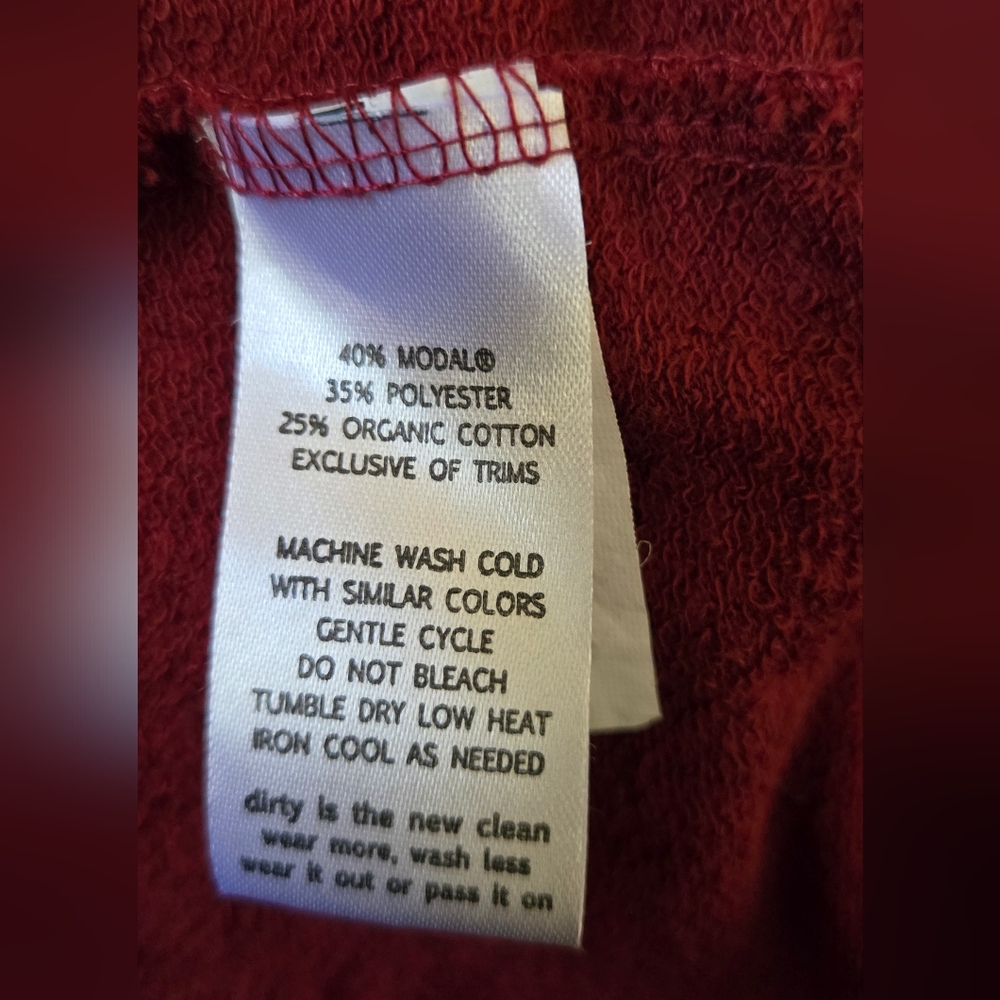 40% MODAL®
35% POLYESTER
25% ORGANIC COTTON
EXCLUSIVE OF TRIMS
MACHINE WASH COLD
WITH SIMILAR COLORS
GENTLE CYCLE
DO NOT BLEACH
TUMBLE DRY LOW HEAT
IRON COOL AS NEEDED
dirty is the new clean
wear more, wash less
wear it out or pass it on